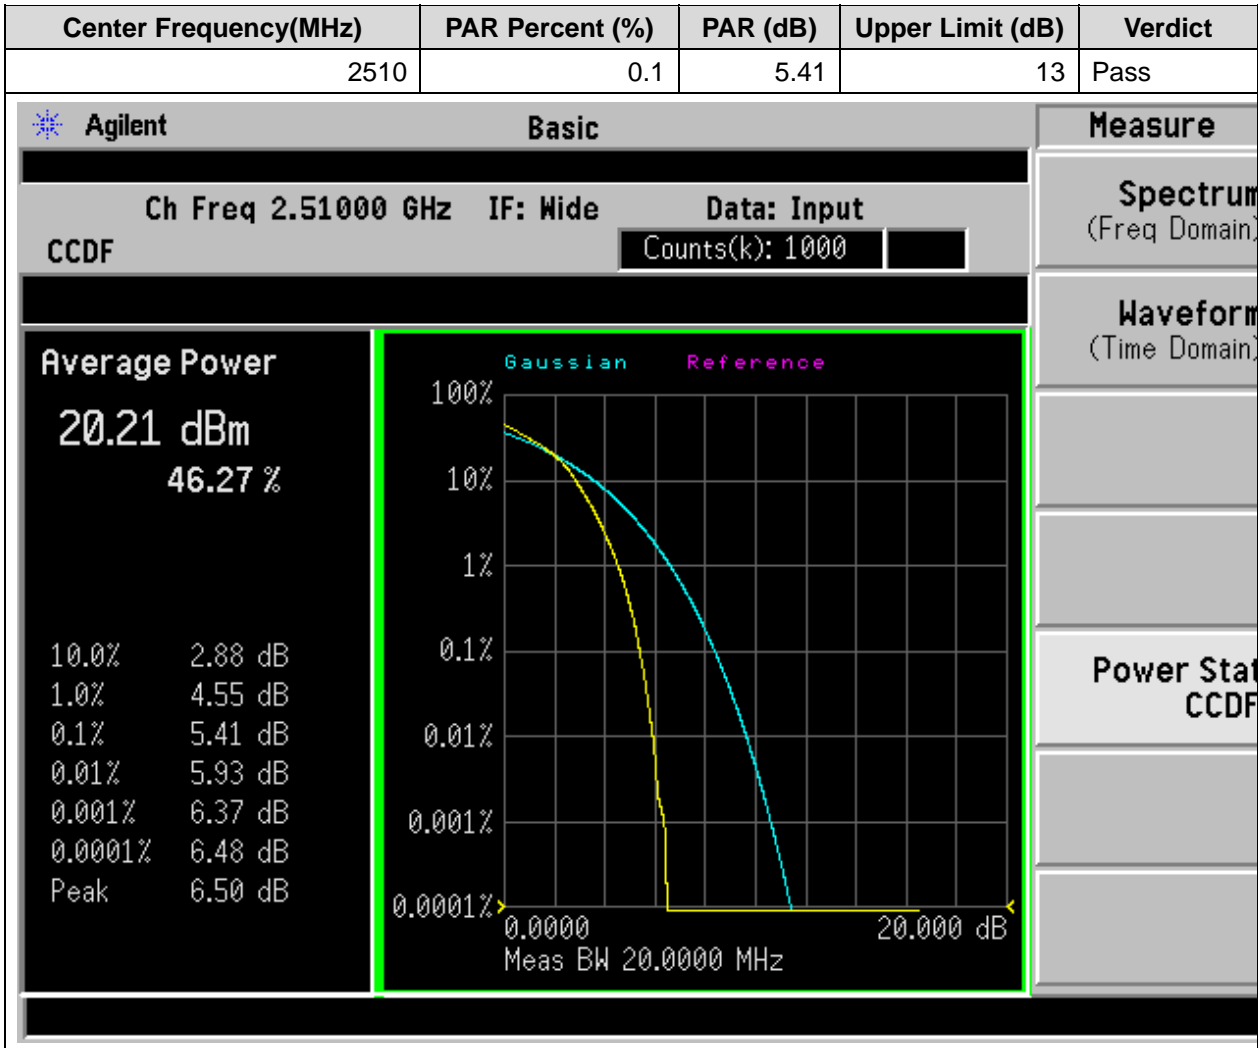 Center Frequency(MHz) PAR Percent (%) PAR (dB) Upper Limit (dB) Verdict
2510 0.1 5.41 13 Pass
Agilent Basic Measure
Ch Freq 2.51000 GHz IF: Wide Data: Input
CCDF Counts(k): 1000
Spectrum
(Freq Domain)
Waveform
(Time Domain)
Power Stat
CCDF
Average Power
20.21 dBm
46.27 %
10.0% 2.88 dB
1.0% 4.55 dB
0.1% 5.41 dB
0.01% 5.93 dB
0.001% 6.37 dB
0.0001% 6.48 dB
Peak 6.50 dB
Gaussian Reference
100%
10%
1%
0.1%
0.01%
0.001%
0.0001%
0.0000 20.000 dB
Meas BW 20.0000 MHz